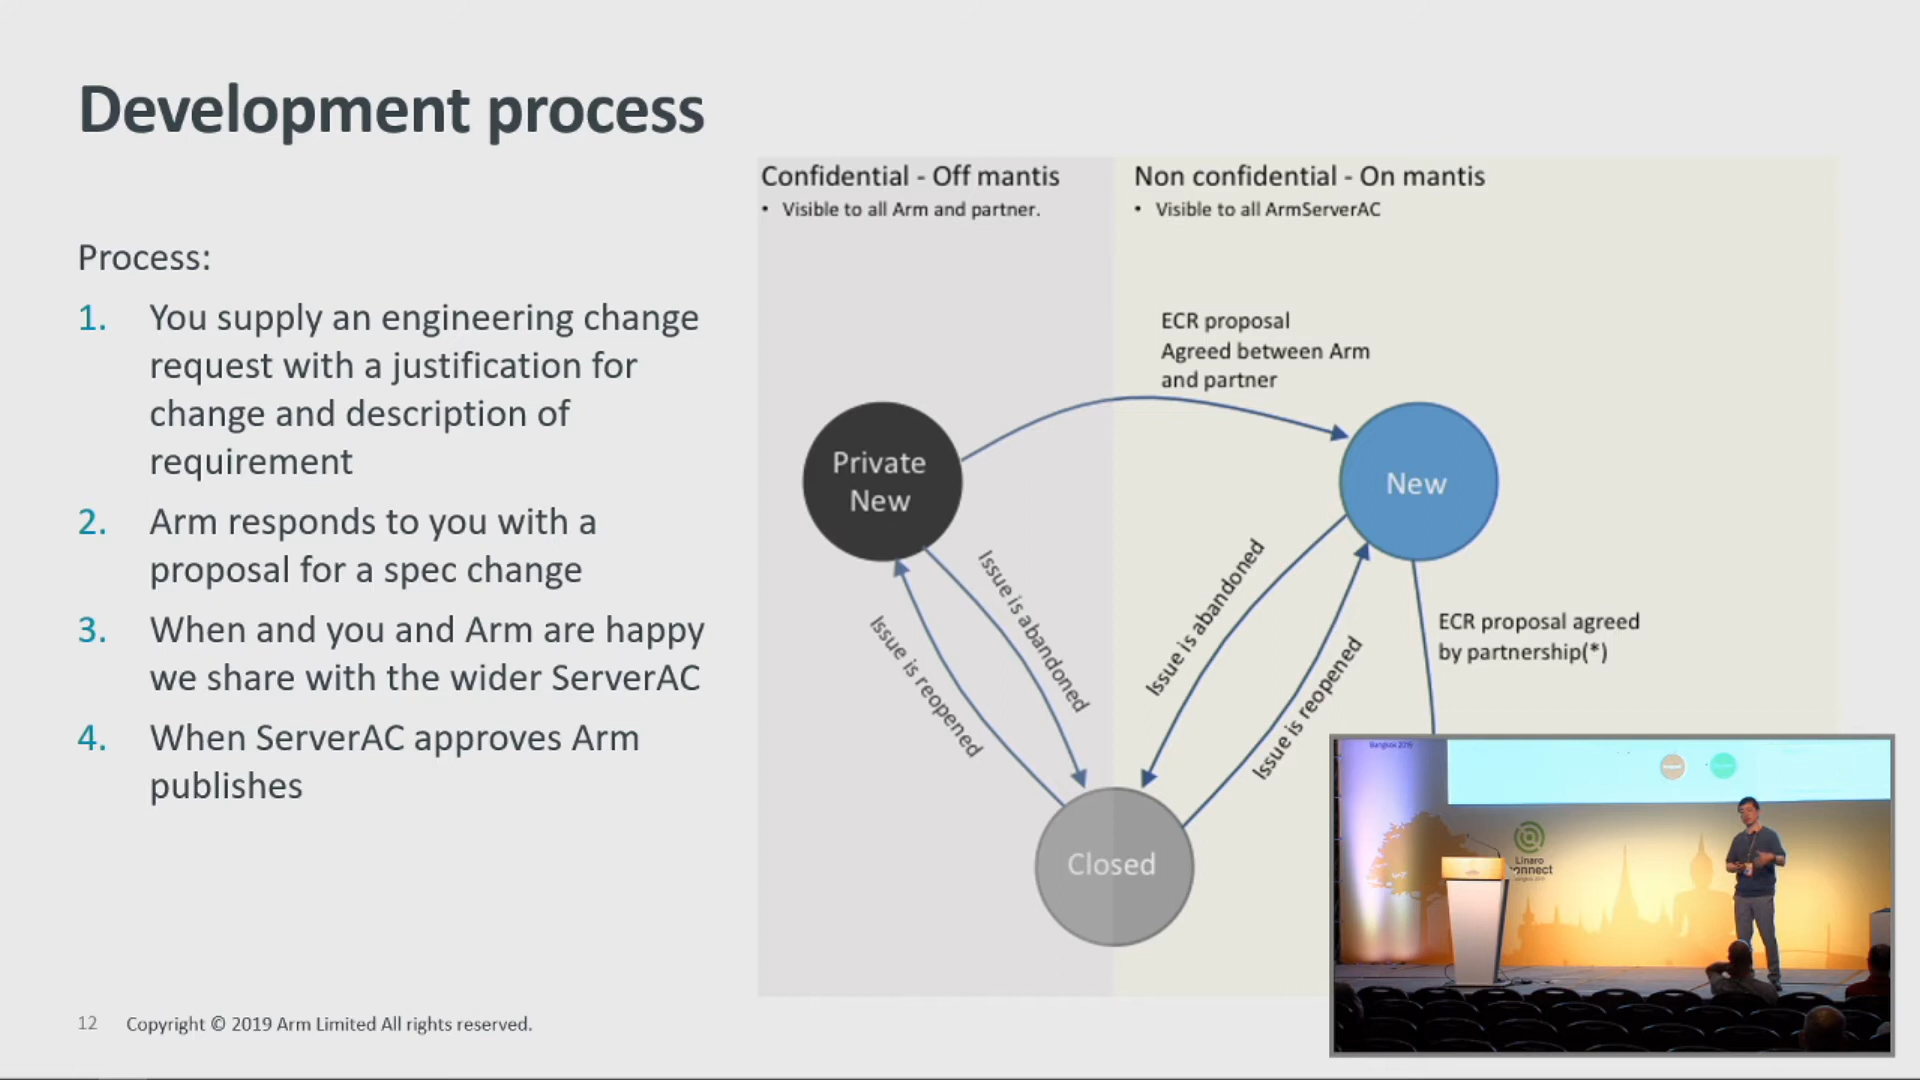 Development process
Process:
1. You supply an engineering change
request with a justification for
change and description of
requirement
2. Arm responds to you with a
proposal for a spec change
3. When and you and Arm are happy
we share with the wider ServerAC
4. When ServerAC approves Arm
publishes
Confidential - Off mantis
• Visible to all Arm and partner.
Non confidential - On mantis
• Visible to all ArmServerAC
ECR proposal
Agreed between Arm
and partner
Private
New
New
Issue is abandoned
Issue is reopened
Issue is abandoned
Issue is reopened
ECR proposal agreed
by partnership(*)
Closed
Bangkok 2019
Linaro
connect
12 Copyright © 2019 Arm Limited All rights reserved.